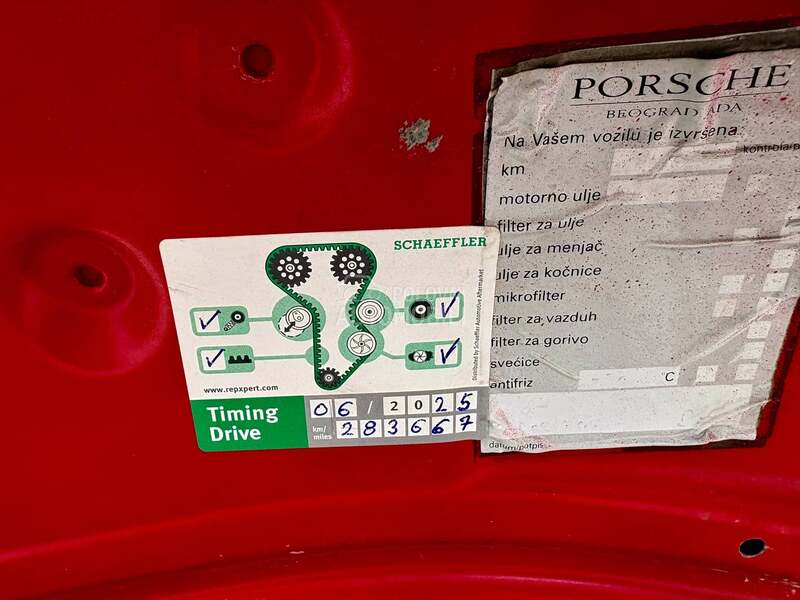 SCHAEFFLER
Distributed by Schaeffler Automotive Aftermarket
www.repxpert.com
Timing
Drive
06 / 2025
km/
miles
283667
PORSCHE
BEOGRAD ADA
Na Vašem vozilu je izvršena
kontrola/p
km
motorno ulje
filter za ulje
ulje za menjač
ulje za kočnice
mikrofilter
filter za vazduh
filter za gorivo
svećice
antifriz
C
datum/potpis